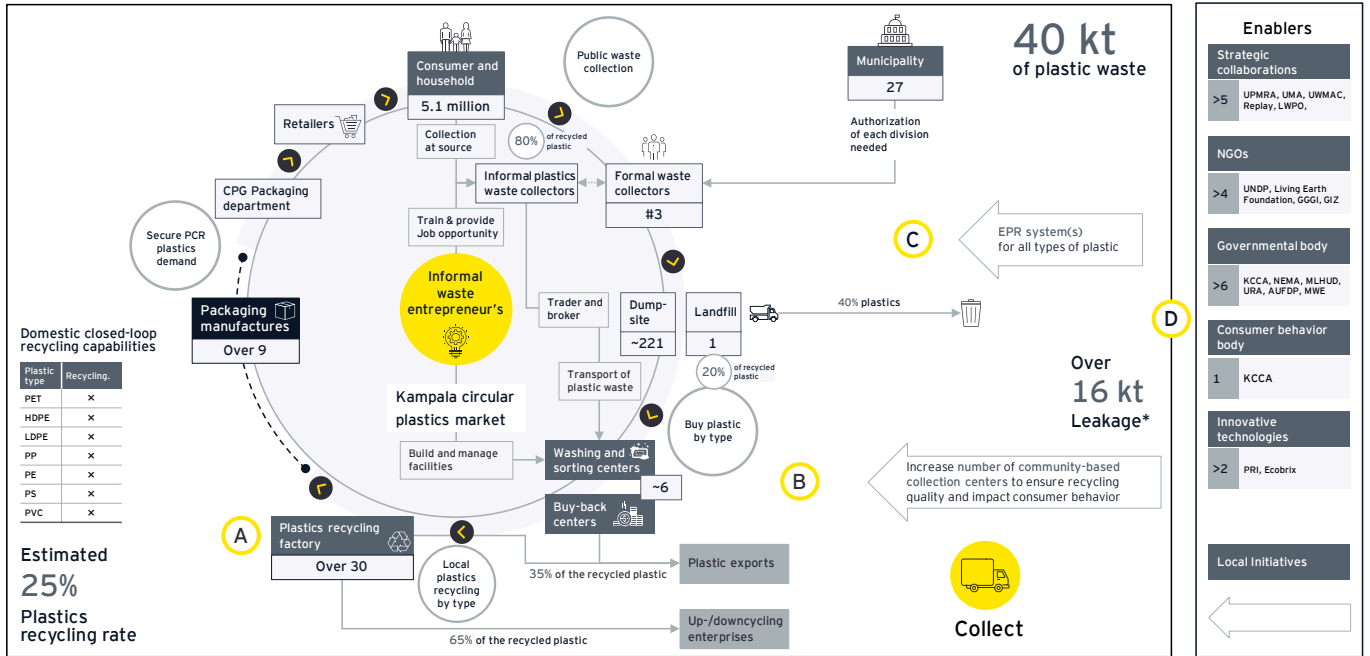 40 kt
of plastic waste
Consumer and
household
5.1 million
Public waste
collection
Municipality
27
Authorization
of each division
needed
Retailers
Collection
at source
80%
of recycled
plastic
CPG Packaging
department
Informal plastics
waste collectors
Formal waste
collectors
#3
Train & provide
Job opportunity
Secure PCR
plastics
demand
C
EPR system(s)
for all types of plastic
Informal
waste
entrepreneur's
Packaging
manufactures
Over 9
Trader and
broker
Dump-
site
~221
Landfill
1
40% plastics
20%
of recycled
plastic
Domestic closed-loop
recycling capabilities
Plastic
type
Recycling.
PET ×
HDPE ×
LDPE ×
PP ×
PE ×
PS ×
PVC ×
Transport of
plastic waste
Over
16 kt
Leakage*
Kampala circular
plastics market
Buy plastic
by type
Build and manage
facilities
Washing and
sorting centers
~6
Buy-back
centers
B
Increase number of community-based
collection centers to ensure recycling
quality and impact consumer behavior
A
Plastics recycling
factory
Over 30
Local
plastics
recycling
by type
35% of the recycled plastic
Plastic exports
65% of the recycled plastic
Up-/downcycling
enterprises
Estimated
25%
Plastics
recycling rate
Collect
D
Enablers
Strategic
collaborations
>5
UPMRA, UMA, UWMAC,
Replay, LWPO,
NGOs
>4
UNDP, Living Earth
Foundation, GGGI, GIZ
Governmental body
>6
KCCA, NEMA, MLHUD,
URA, AUFDP, MWE
Consumer behavior
body
1
KCCA
Innovative
technologies
>2
PRI, Ecobrix
Local Initiatives